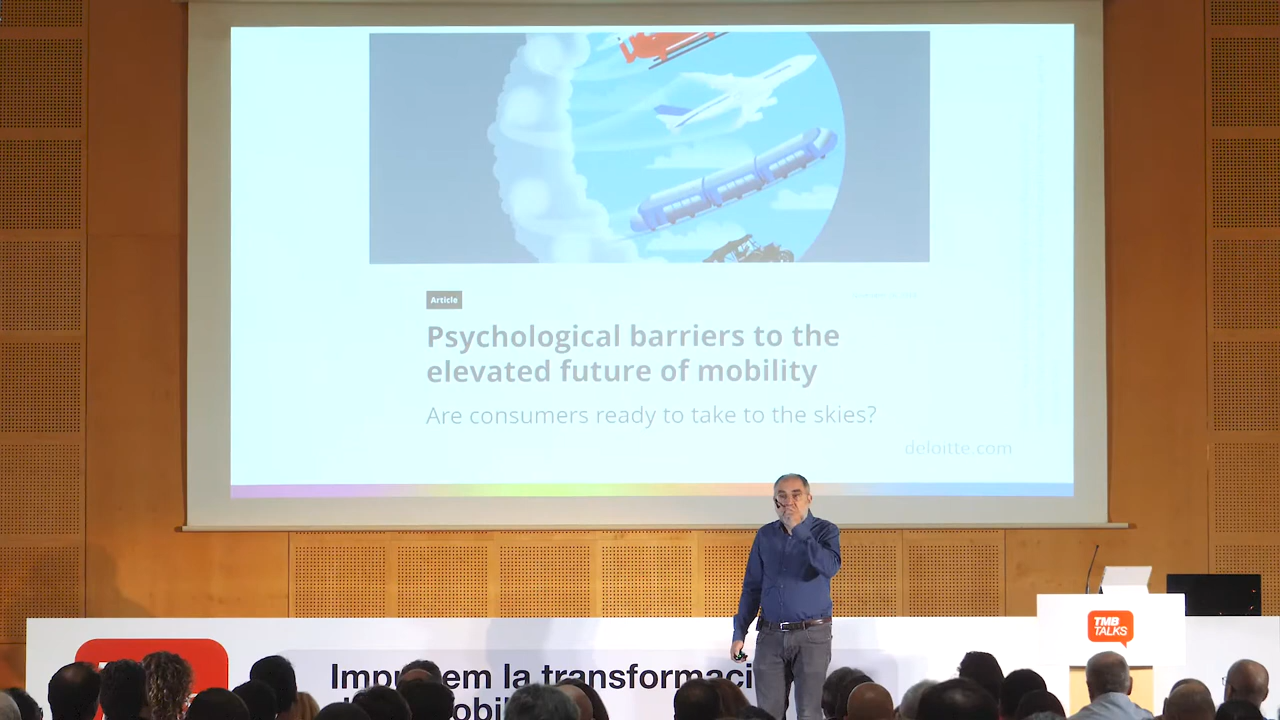 Article
Psychological barriers to the
elevated future of mobility
Are consumers ready to take to the skies?
deloitte.com
TMB
TALKS
la transformaci